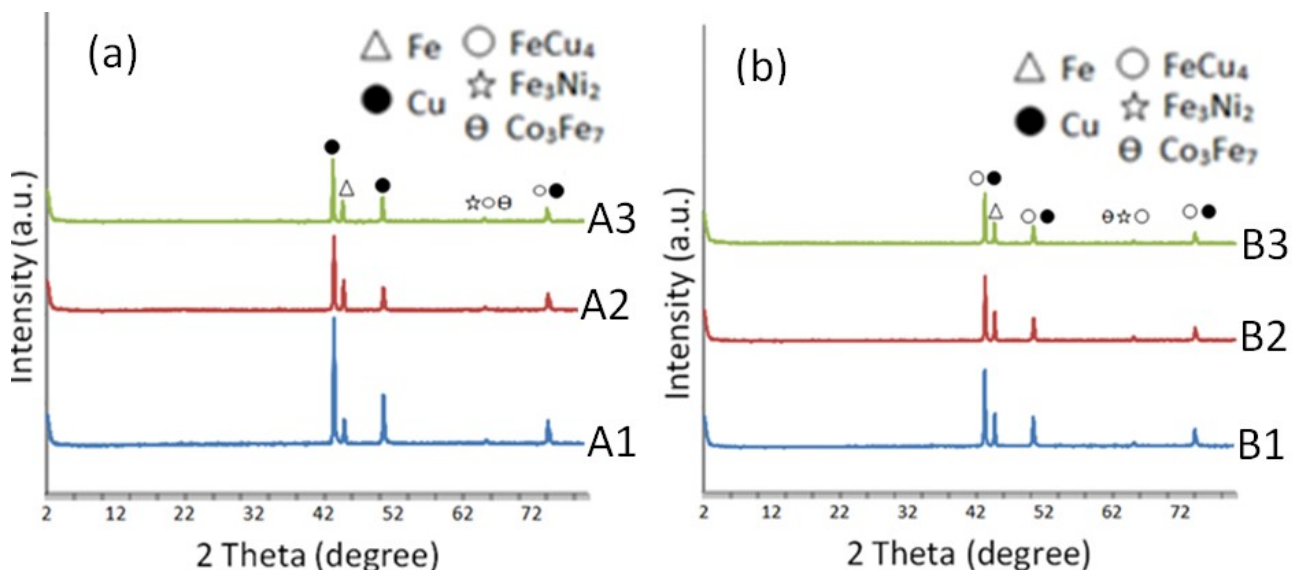 (a)
△ Fe ○ FeCu₄
● Cu ☆ Fe₃Ni₂
⊖ Co₃Fe₇
A3
A2
A1
Intensity (a.u.)
2 12 22 32 42 52 62 72
2 Theta (degree)
(b)
△ Fe ○ FeCu₄
● Cu ☆ Fe₃Ni₂
⊖ Co₃Fe₇
B3
B2
B1
Intensity (a.u.)
2 12 22 32 42 52 62 72
2 Theta (degree)